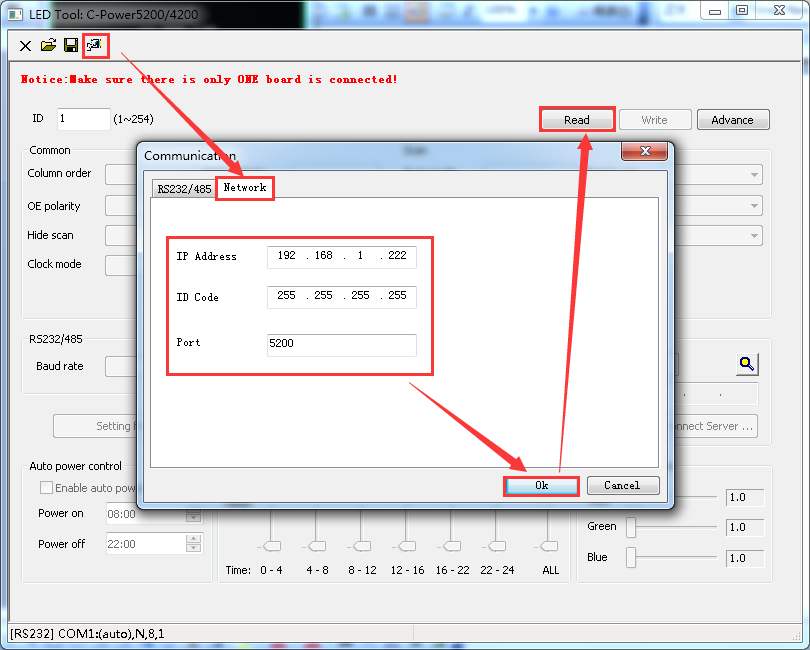 LED Tool: C-Power5200/4200
Notice:Make sure there is only ONE board is connected!
ID 1 (1~254)
Read Write Advance
Common
Column order
OE polarity
Hide scan
Clock mode
Communication
RS232/485 Network
IP Address 192 . 168 . 1 . 222
ID Code 255 . 255 . 255 . 255
Port 5200
Ok Cancel
RS232/485
Baud rate
Setting
Connect Server ...
Auto power control
Enable auto pow
Power on 08:00
Power off 22:00
Time: 0 - 4 4 - 8 8 - 12 12 - 16 16 - 22 22 - 24 ALL
1.0
Green 1.0
Blue 1.0
[RS232] COM1:(auto),N,8,1